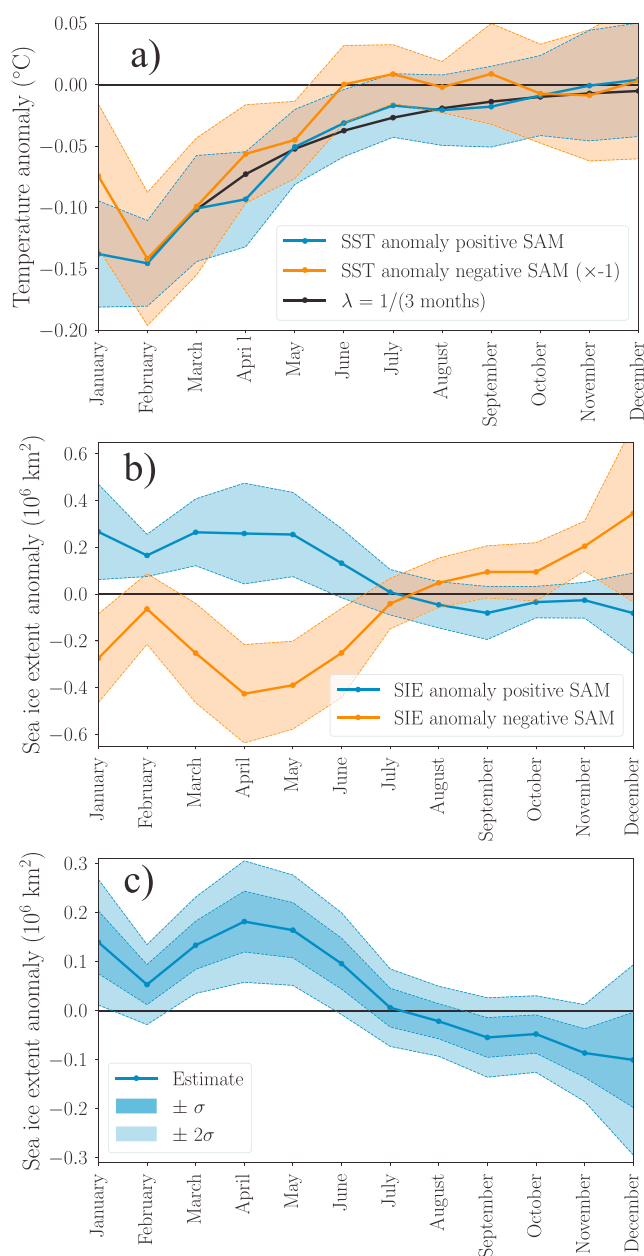 a)
Temperature anomaly (°C)
0.05
0.00
−0.05
−0.10
−0.15
−0.20
SST anomaly positive SAM
SST anomaly negative SAM (×-1)
λ = 1/(3 months)
January
February
March
Apri l
May
June
July
August
September
October
November
December
b)
Sea ice extent anomaly (10⁶ km²)
0.6
0.4
0.2
0.0
−0.2
−0.4
−0.6
SIE anomaly positive SAM
SIE anomaly negative SAM
January
February
March
April
May
June
July
August
September
October
November
December
c)
Sea ice extent anomaly (10⁶ km²)
0.3
0.2
0.1
0.0
−0.1
−0.2
−0.3
Estimate
± σ
± 2σ
January
February
March
April
May
June
July
August
September
October
November
December